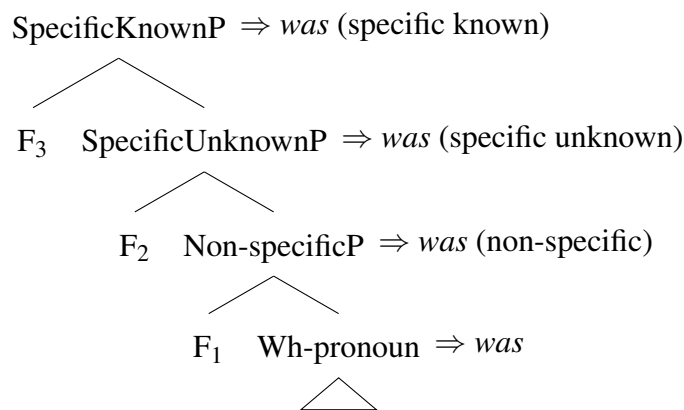 SpecificKnownP ⇒ was (specific known)
F₃ SpecificUnknownP ⇒ was (specific unknown)
F₂ Non-specificP ⇒ was (non-specific)
F₁ Wh-pronoun ⇒ was